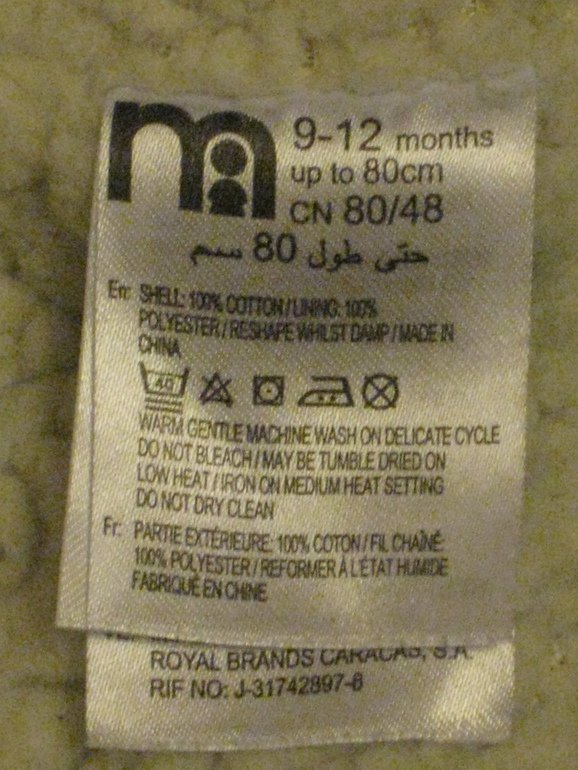 9-12 months
up to 80cm
CN 80/48
حتى طول 80 سم
En: SHELL: 100% COTTON / LINING: 100%
POLYESTER / RESHAPE WHILST DAMP / MADE IN
CHINA
40
WARM GENTLE MACHINE WASH ON DELICATE CYCLE
DO NOT BLEACH / MAY BE TUMBLE DRIED ON
LOW HEAT / IRON ON MEDIUM HEAT SETTING
DO NOT DRY CLEAN
Fr: PARTIE EXTÉRIEURE: 100% COTON / FIL CHAÎNÉ:
100% POLYESTER / REFORMER À L'ÉTAT HUMIDE
FABRIQUÉ EN CHINE
ROYAL BRANDS CARACAS, S.A.
RIF NO: J-31742897-6